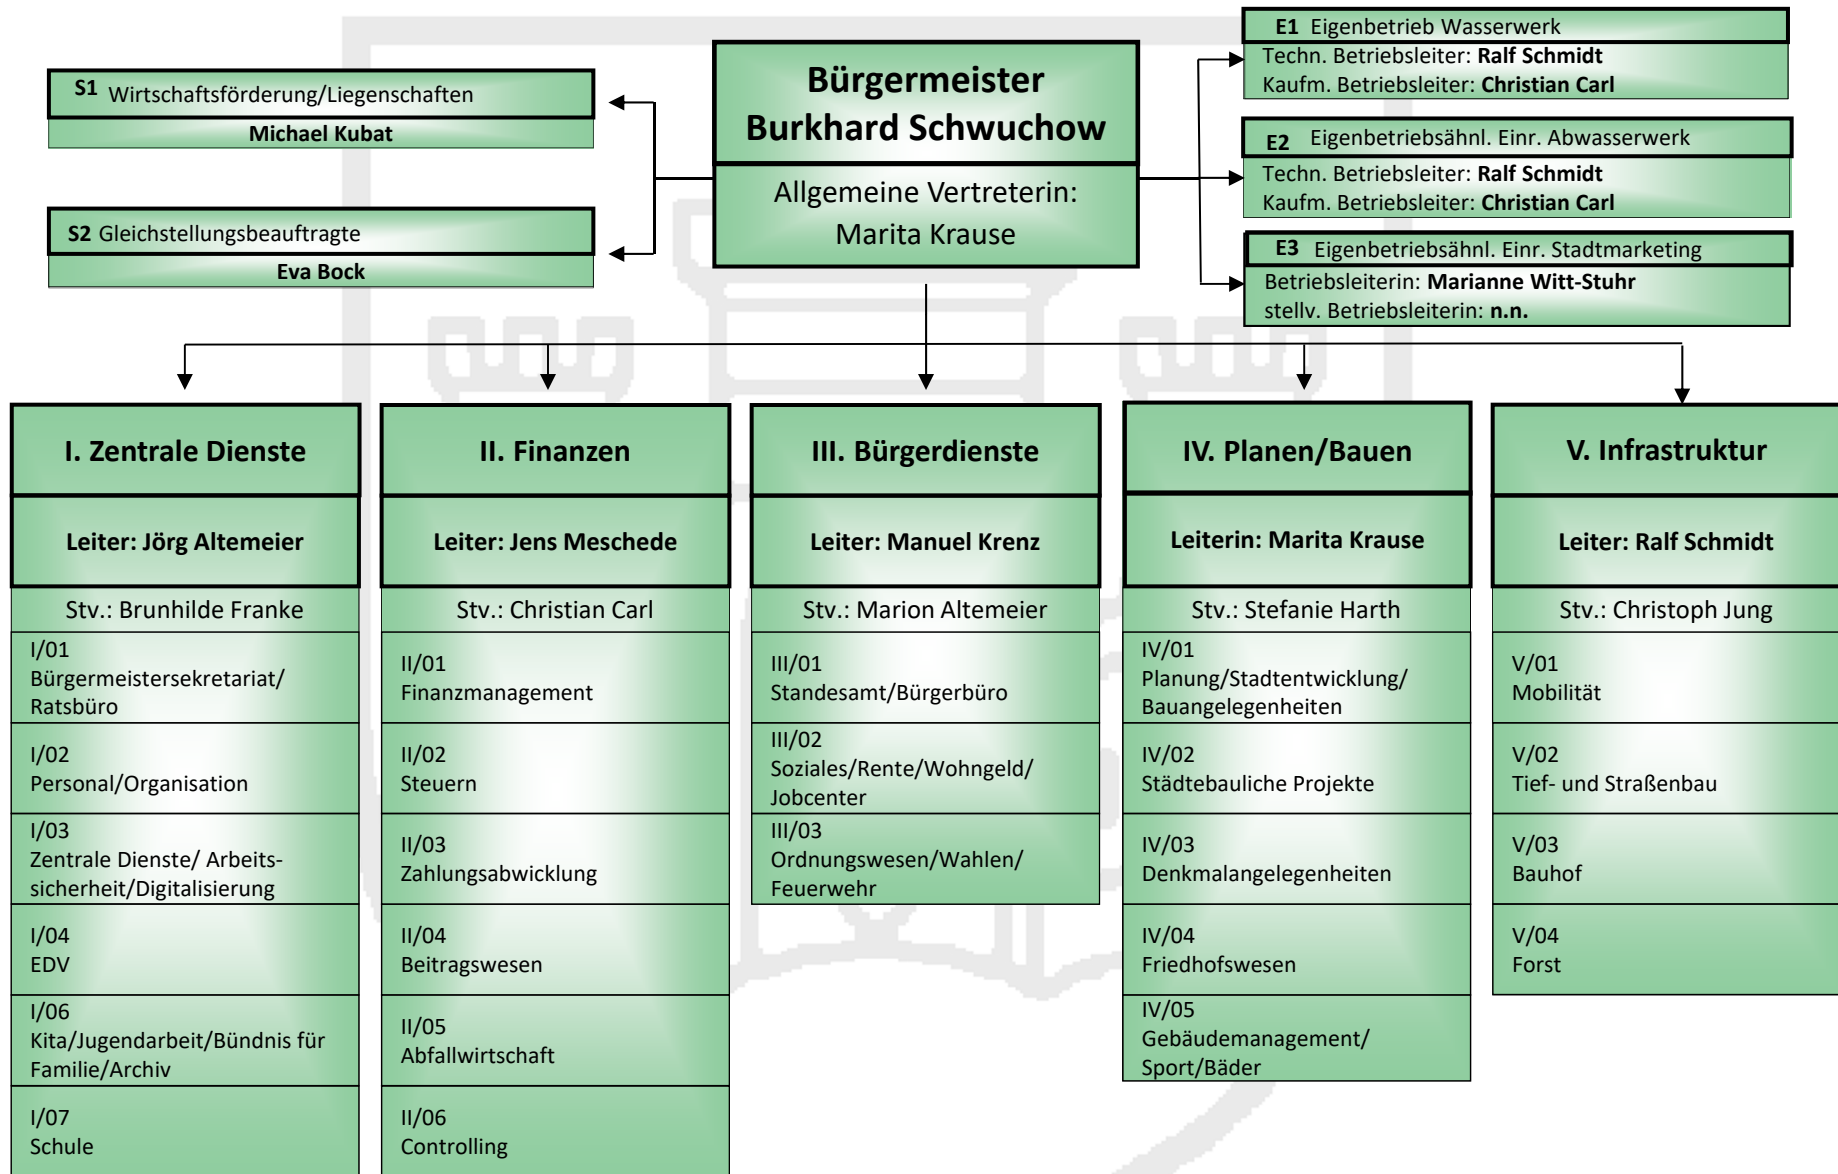 Bürgermeister
Burkhard Schwuchow
Allgemeine Vertreterin:
Marita Krause
S1 Wirtschaftsförderung/Liegenschaften
Michael Kubat
S2 Gleichstellungsbeauftragte
Eva Bock
E1 Eigenbetrieb Wasserwerk
Techn. Betriebsleiter: Ralf Schmidt
Kaufm. Betriebsleiter: Christian Carl
E2 Eigenbetriebsähnl. Einr. Abwasserwerk
Techn. Betriebsleiter: Ralf Schmidt
Kaufm. Betriebsleiter: Christian Carl
E3 Eigenbetriebsähnl. Einr. Stadtmarketing
Betriebsleiterin: Marianne Witt-Stuhr
stellv. Betriebsleiterin: n.n.
I. Zentrale Dienste
Leiter: Jörg Altemeier
Stv.: Brunhilde Franke
I/01
Bürgermeistersekretariat/
Ratsbüro
I/02
Personal/Organisation
I/03
Zentrale Dienste/ Arbeits-
sicherheit/Digitalisierung
I/04
EDV
I/06
Kita/Jugendarbeit/Bündnis für
Familie/Archiv
I/07
Schule
II. Finanzen
Leiter: Jens Meschede
Stv.: Christian Carl
II/01
Finanzmanagement
II/02
Steuern
II/03
Zahlungsabwicklung
II/04
Beitragswesen
II/05
Abfallwirtschaft
II/06
Controlling
III. Bürgerdienste
Leiter: Manuel Krenz
Stv.: Marion Altemeier
III/01
Standesamt/Bürgerbüro
III/02
Soziales/Rente/Wohngeld/
Jobcenter
III/03
Ordnungswesen/Wahlen/
Feuerwehr
IV. Planen/Bauen
Leiterin: Marita Krause
Stv.: Stefanie Harth
IV/01
Planung/Stadtentwicklung/
Bauangelegenheiten
IV/02
Städtebauliche Projekte
IV/03
Denkmalangelegenheiten
IV/04
Friedhofswesen
IV/05
Gebäudemanagement/
Sport/Bäder
V. Infrastruktur
Leiter: Ralf Schmidt
Stv.: Christoph Jung
V/01
Mobilität
V/02
Tief- und Straßenbau
V/03
Bauhof
V/04
Forst